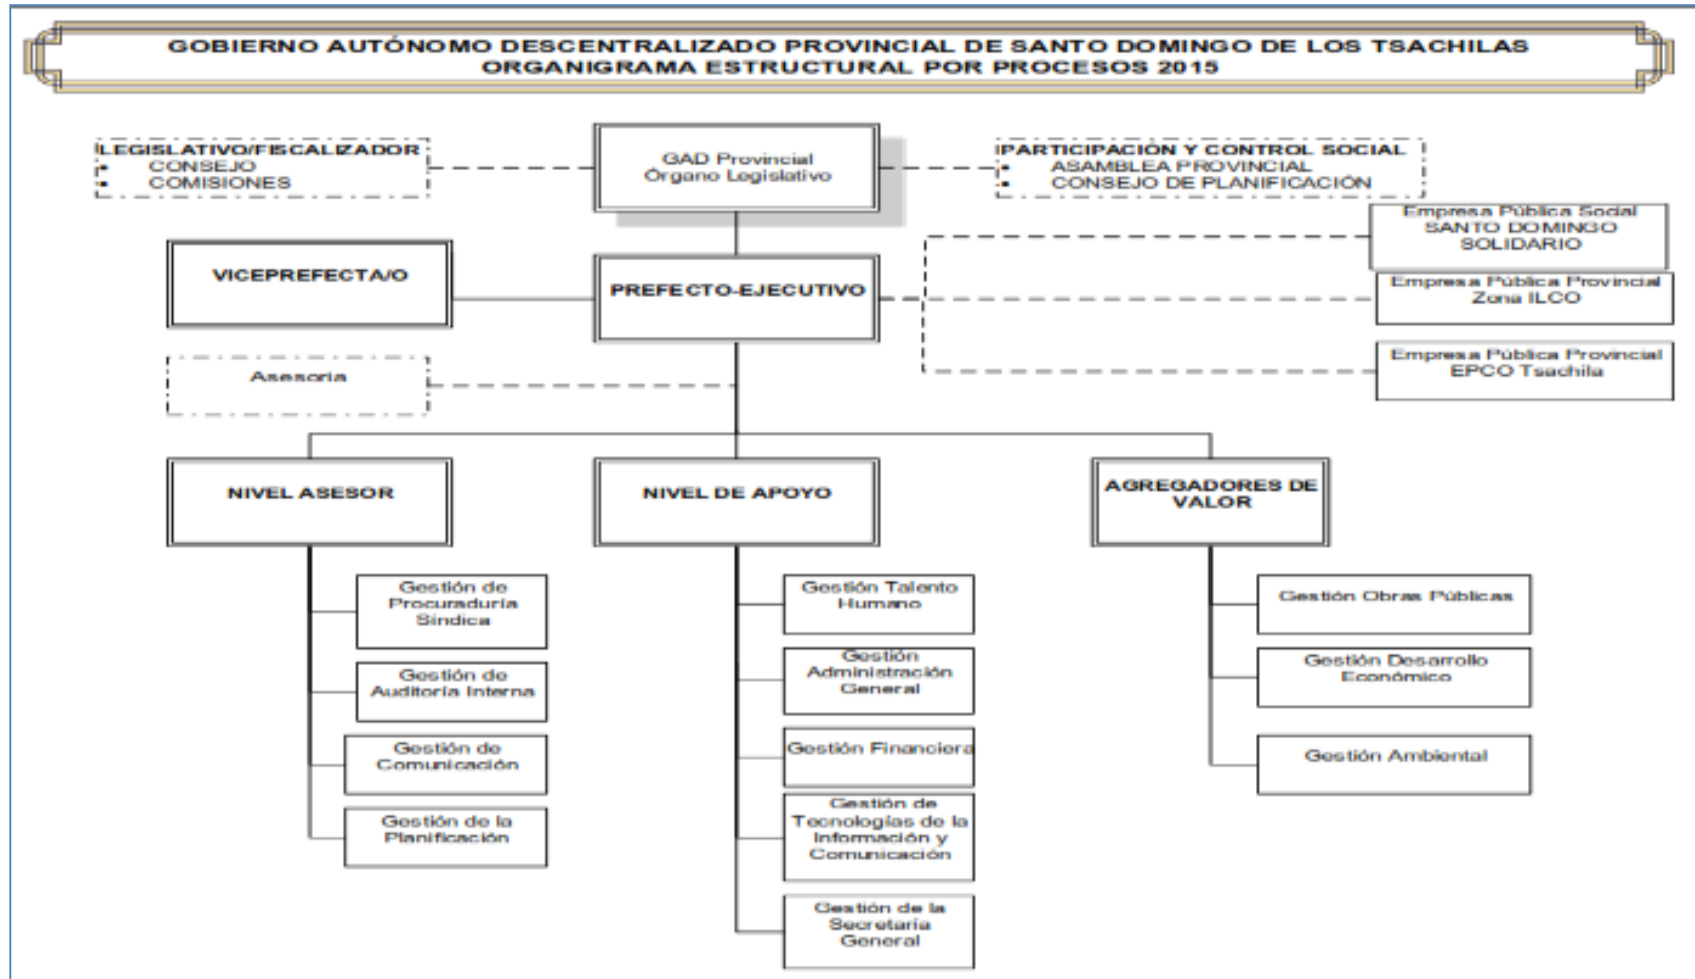 GOBIERNO AUTÓNOMO DESCENTRALIZADO PROVINCIAL DE SANTO DOMINGO DE LOS TSACHILAS
ORGANIGRAMA ESTRUCTURAL POR PROCESOS 2015
LEGISLATIVO/FISCALIZADOR
▪ CONSEJO
▪ COMISIONES
GAD Provincial
Órgano Legislativo
PARTICIPACIÓN Y CONTROL SOCIAL
▪ ASAMBLEA PROVINCIAL
▪ CONSEJO DE PLANIFICACIÓN
Empresa Pública Social
SANTO DOMINGO
SOLIDARIO
VICEPREFECTA/O
PREFECTO-EJECUTIVO
Empresa Pública Provincial
Zona ILCO
Empresa Pública Provincial
EPCO Tsachila
Asesoría
NIVEL ASESOR
NIVEL DE APOYO
AGREGADORES DE
VALOR
Gestión de
Procuraduría
Síndica
Gestión de
Auditoría Interna
Gestión de
Comunicación
Gestión de la
Planificación
Gestión Talento
Humano
Gestión
Administración
General
Gestión Financiera
Gestión de
Tecnologías de la
Información y
Comunicación
Gestión de la
Secretaría
General
Gestión Obras Públicas
Gestión Desarrollo
Económico
Gestión Ambiental